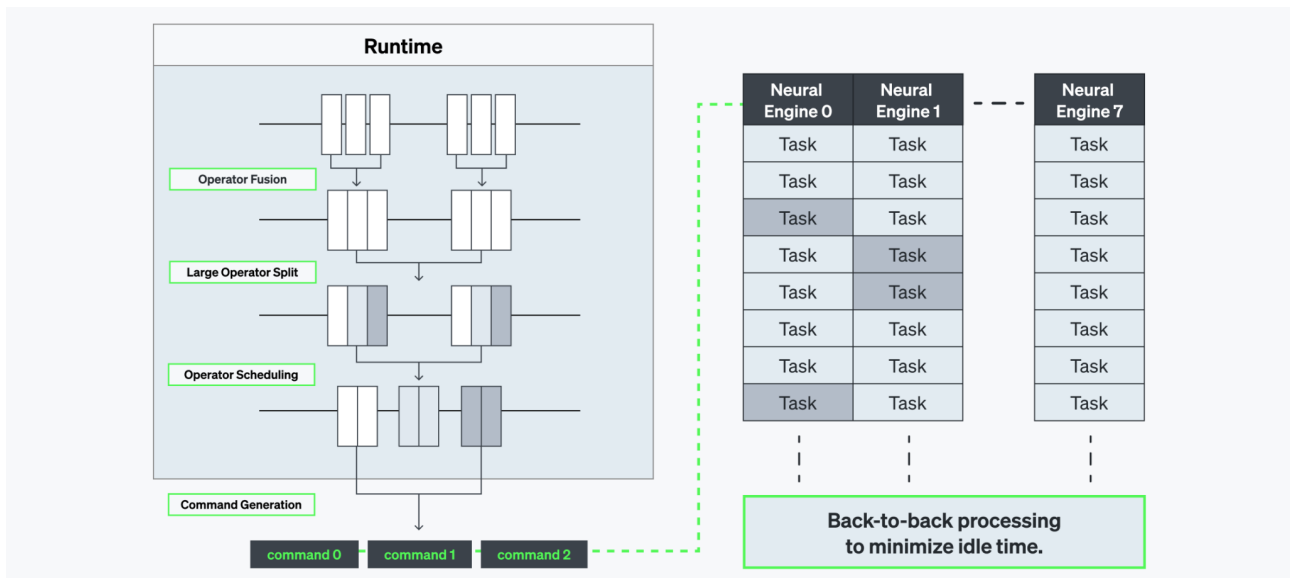 Runtime
Operator Fusion
Large Operator Split
Operator Scheduling
Command Generation
command 0
command 1
command 2
Neural
Engine 0
Neural
Engine 1
Neural
Engine 7
Task Task Task
Task Task Task
Task Task Task
Task Task Task
Task Task Task
Task Task Task
Task Task Task
Task Task Task
Back-to-back processing
to minimize idle time.